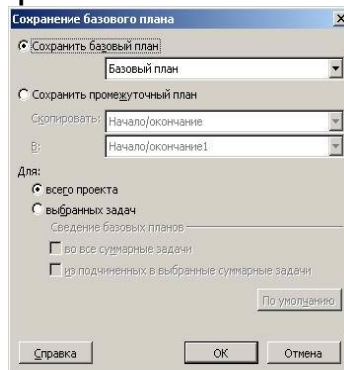 Сохранение базового плана
Сохранить базовый план
Базовый план
Сохранить промежуточный план
Скопировать: Начало/окончание
В: Начало/окончание1
Для:
всего проекта
выбранных задач
Сведение базовых планов
во все суммарные задачи
из подчиненных в выбранные суммарные задачи
По умолчанию
Справка ОК Отмена